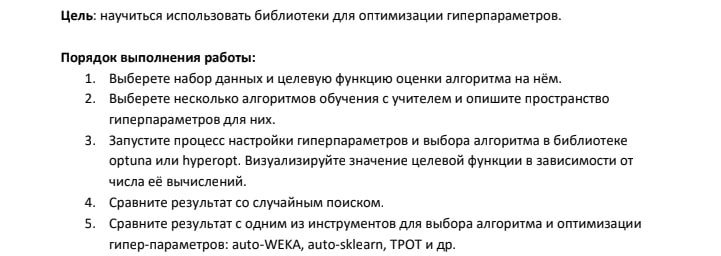 Цель: научиться использовать библиотеки для оптимизации гиперпараметров.
Порядок выполнения работы:
1. Выберете набор данных и целевую функцию оценки алгоритма на нём.
2. Выберете несколько алгоритмов обучения с учителем и опишите пространство
гиперпараметров для них.
3. Запустите процесс настройки гиперпараметров и выбора алгоритма в библиотеке
optuna или hyperopt. Визуализируйте значение целевой функции в зависимости от
числа её вычислений.
4. Сравните результат со случайным поиском.
5. Сравните результат с одним из инструментов для выбора алгоритма и оптимизации
гипер-параметров: auto-WEKA, auto-sklearn, TPOT и др.